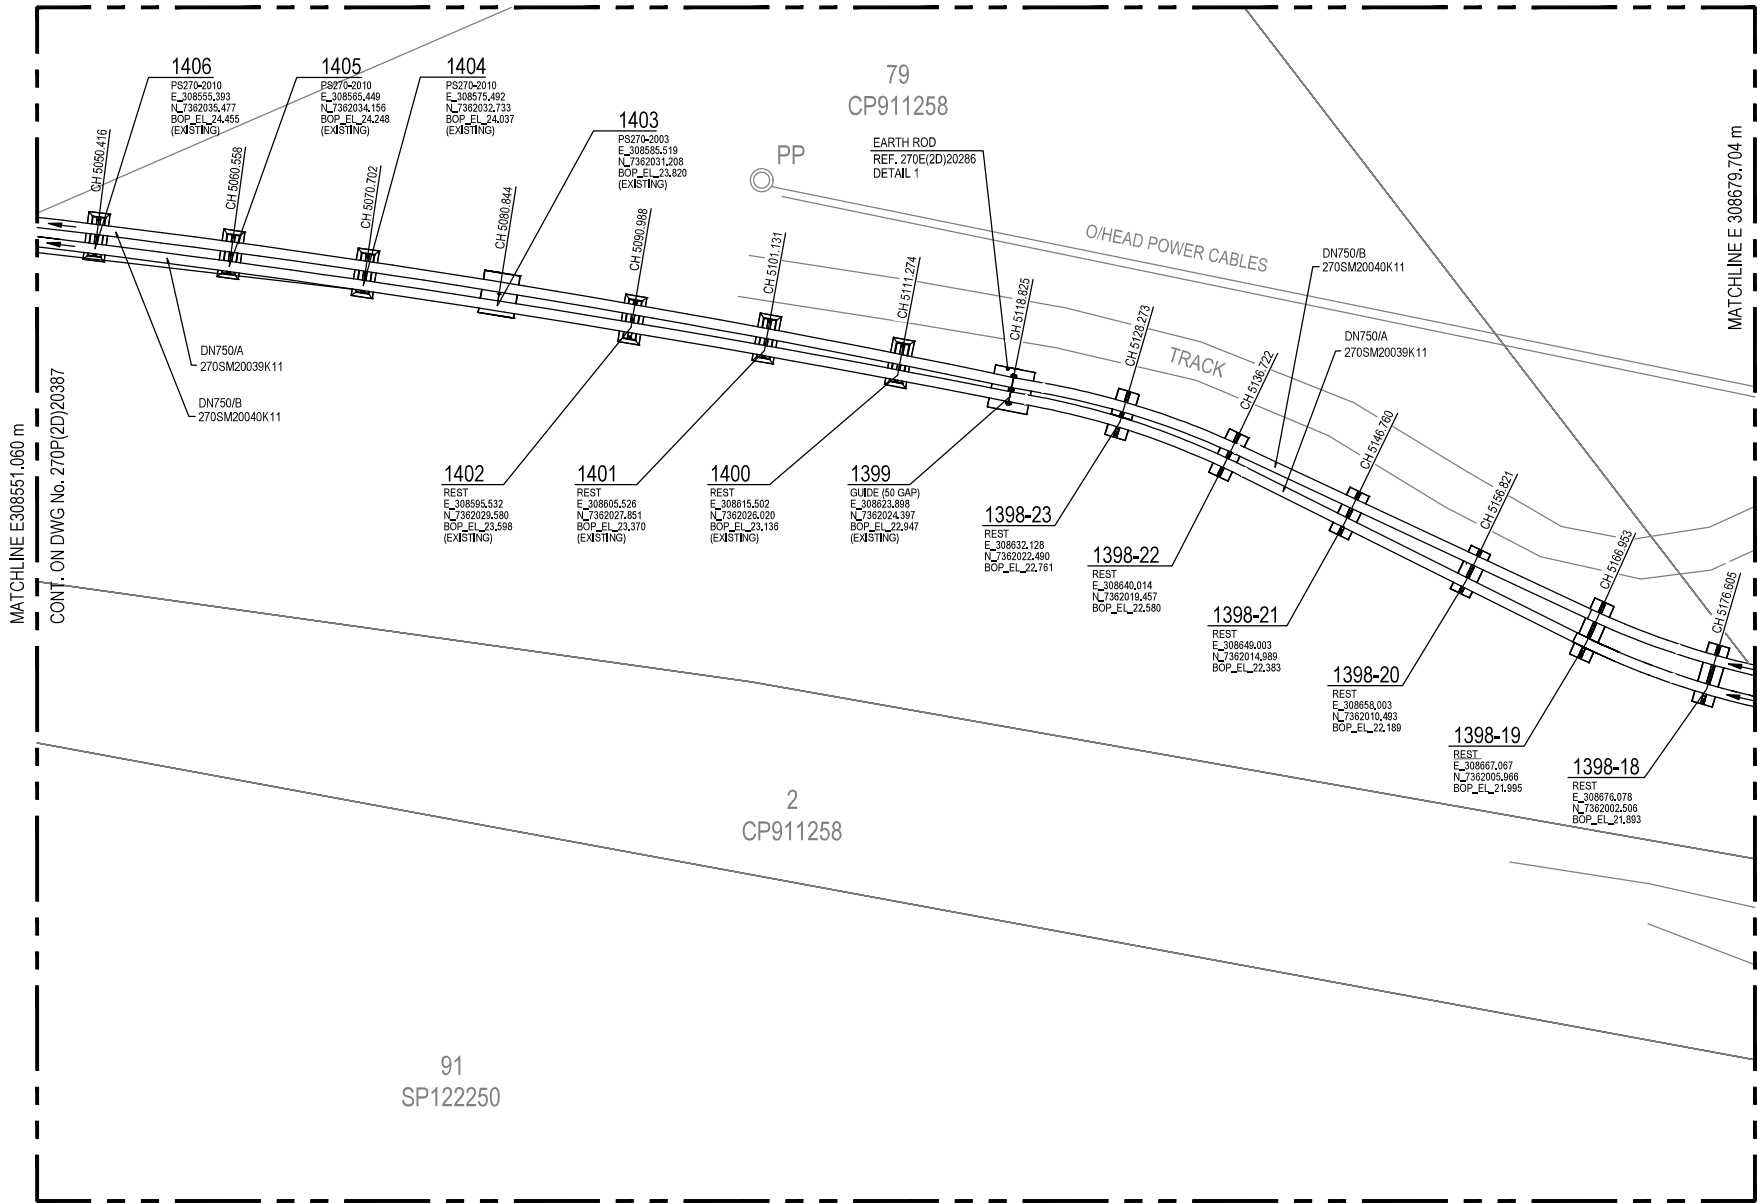 1406
PS270-2010
E_308555.393
N_7362035.477
BOP_EL_24.455
(EXISTING)
1405
PS270-2010
E_308565.449
N_7362034.156
BOP_EL_24.248
(EXISTING)
1404
PS270-2010
E_308575.492
N_7362032.733
BOP_EL_24.037
(EXISTING)
1403
PS270-2003
E_308585.519
N_7362031.208
BOP_EL_23.820
(EXISTING)
79
CP911258
EARTH ROD
REF. 270E(2D)20286
DETAIL 1
PP
O/HEAD POWER CABLES
TRACK
DN750/B
270SM20040K11
DN750/A
270SM20039K11
MATCHLINE E 308679.704 m
CH 5050.416
CH 5060.558
CH 5070.702
CH 5080.844
CH 5090.988
CH 5101.131
CH 5111.274
CH 5118.825
CH 5128.273
CH 5136.722
CH 5146.760
CH 5156.821
CH 5166.953
CH 5176.605
DN750/A
270SM20039K11
DN750/B
270SM20040K11
MATCHLINE E308551.060 m
CONT. ON DWG No. 270P(2D)20387
1402
REST
E_308595.532
N_7362029.580
BOP_EL_23.598
(EXISTING)
1401
REST
E_308605.526
N_7362027.851
BOP_EL_23.370
(EXISTING)
1400
REST
E_308615.502
N_7362026.020
BOP_EL_23.136
(EXISTING)
1399
GUIDE (50 GAP)
E_308623.898
N_7362024.397
BOP_EL_22.947
(EXISTING)
1398-23
REST
E_308632.128
N_7362022.490
BOP_EL_22.761
1398-22
REST
E_308640.014
N_7362019.457
BOP_EL_22.580
1398-21
REST
E_308649.003
N_7362014.989
BOP_EL_22.383
1398-20
REST
E_308658.003
N_7362010.493
BOP_EL_22.189
1398-19
REST
E_308667.067
N_7362005.966
BOP_EL_21.995
1398-18
REST
E_308676.078
N_7362002.506
BOP_EL_21.893
2
CP911258
91
SP122250